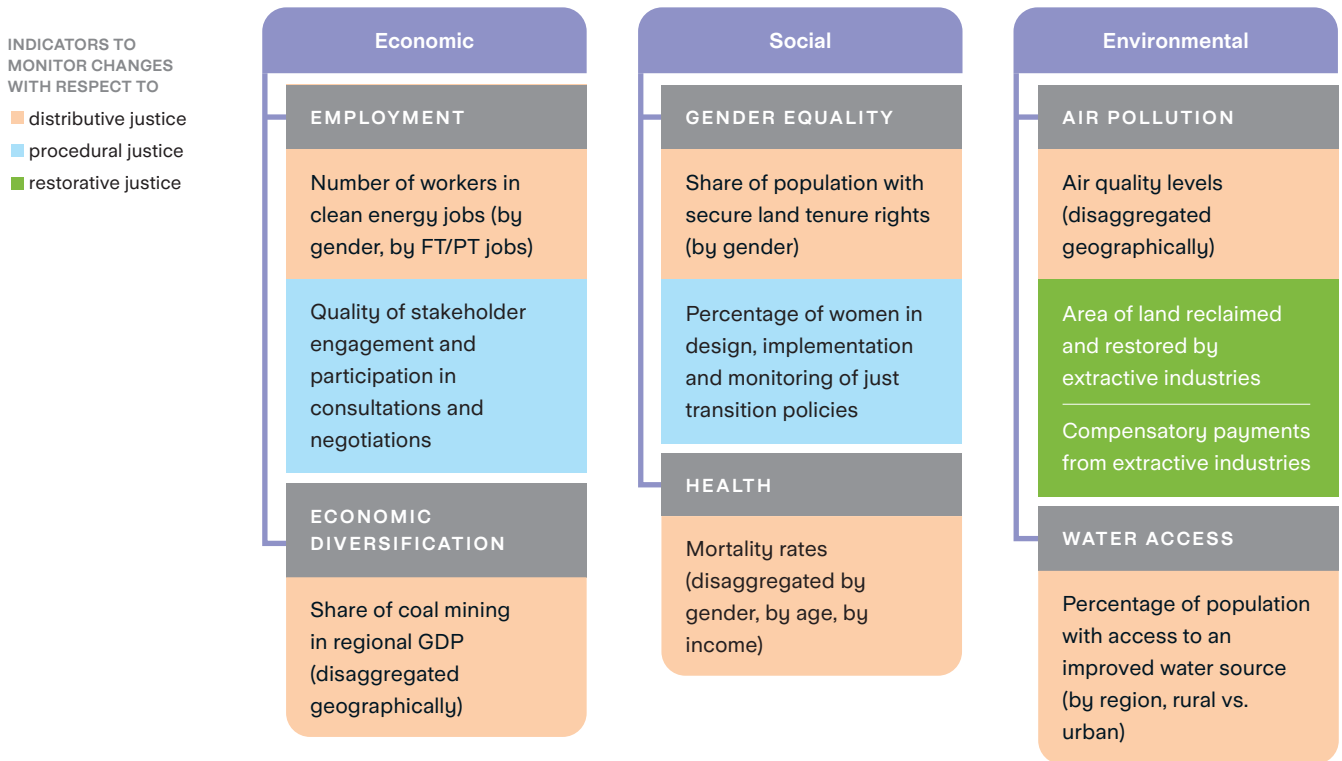 INDICATORS TO
MONITOR CHANGES
WITH RESPECT TO
distributive justice
procedural justice
restorative justice
Economic
EMPLOYMENT
Number of workers in
clean energy jobs (by
gender, by FT/PT jobs)
Quality of stakeholder
engagement and
participation in
consultations and
negotiations
ECONOMIC
DIVERSIFICATION
Share of coal mining
in regional GDP
(disaggregated
geographically)
Social
GENDER EQUALITY
Share of population with
secure land tenure rights
(by gender)
Percentage of women in
design, implementation
and monitoring of just
transition policies
HEALTH
Mortality rates
(disaggregated by
gender, by age, by
income)
Environmental
AIR POLLUTION
Air quality levels
(disaggregated
geographically)
Area of land reclaimed
and restored by
extractive industries
Compensatory payments
from extractive industries
WATER ACCESS
Percentage of population
with access to an
improved water source
(by region, rural vs.
urban)